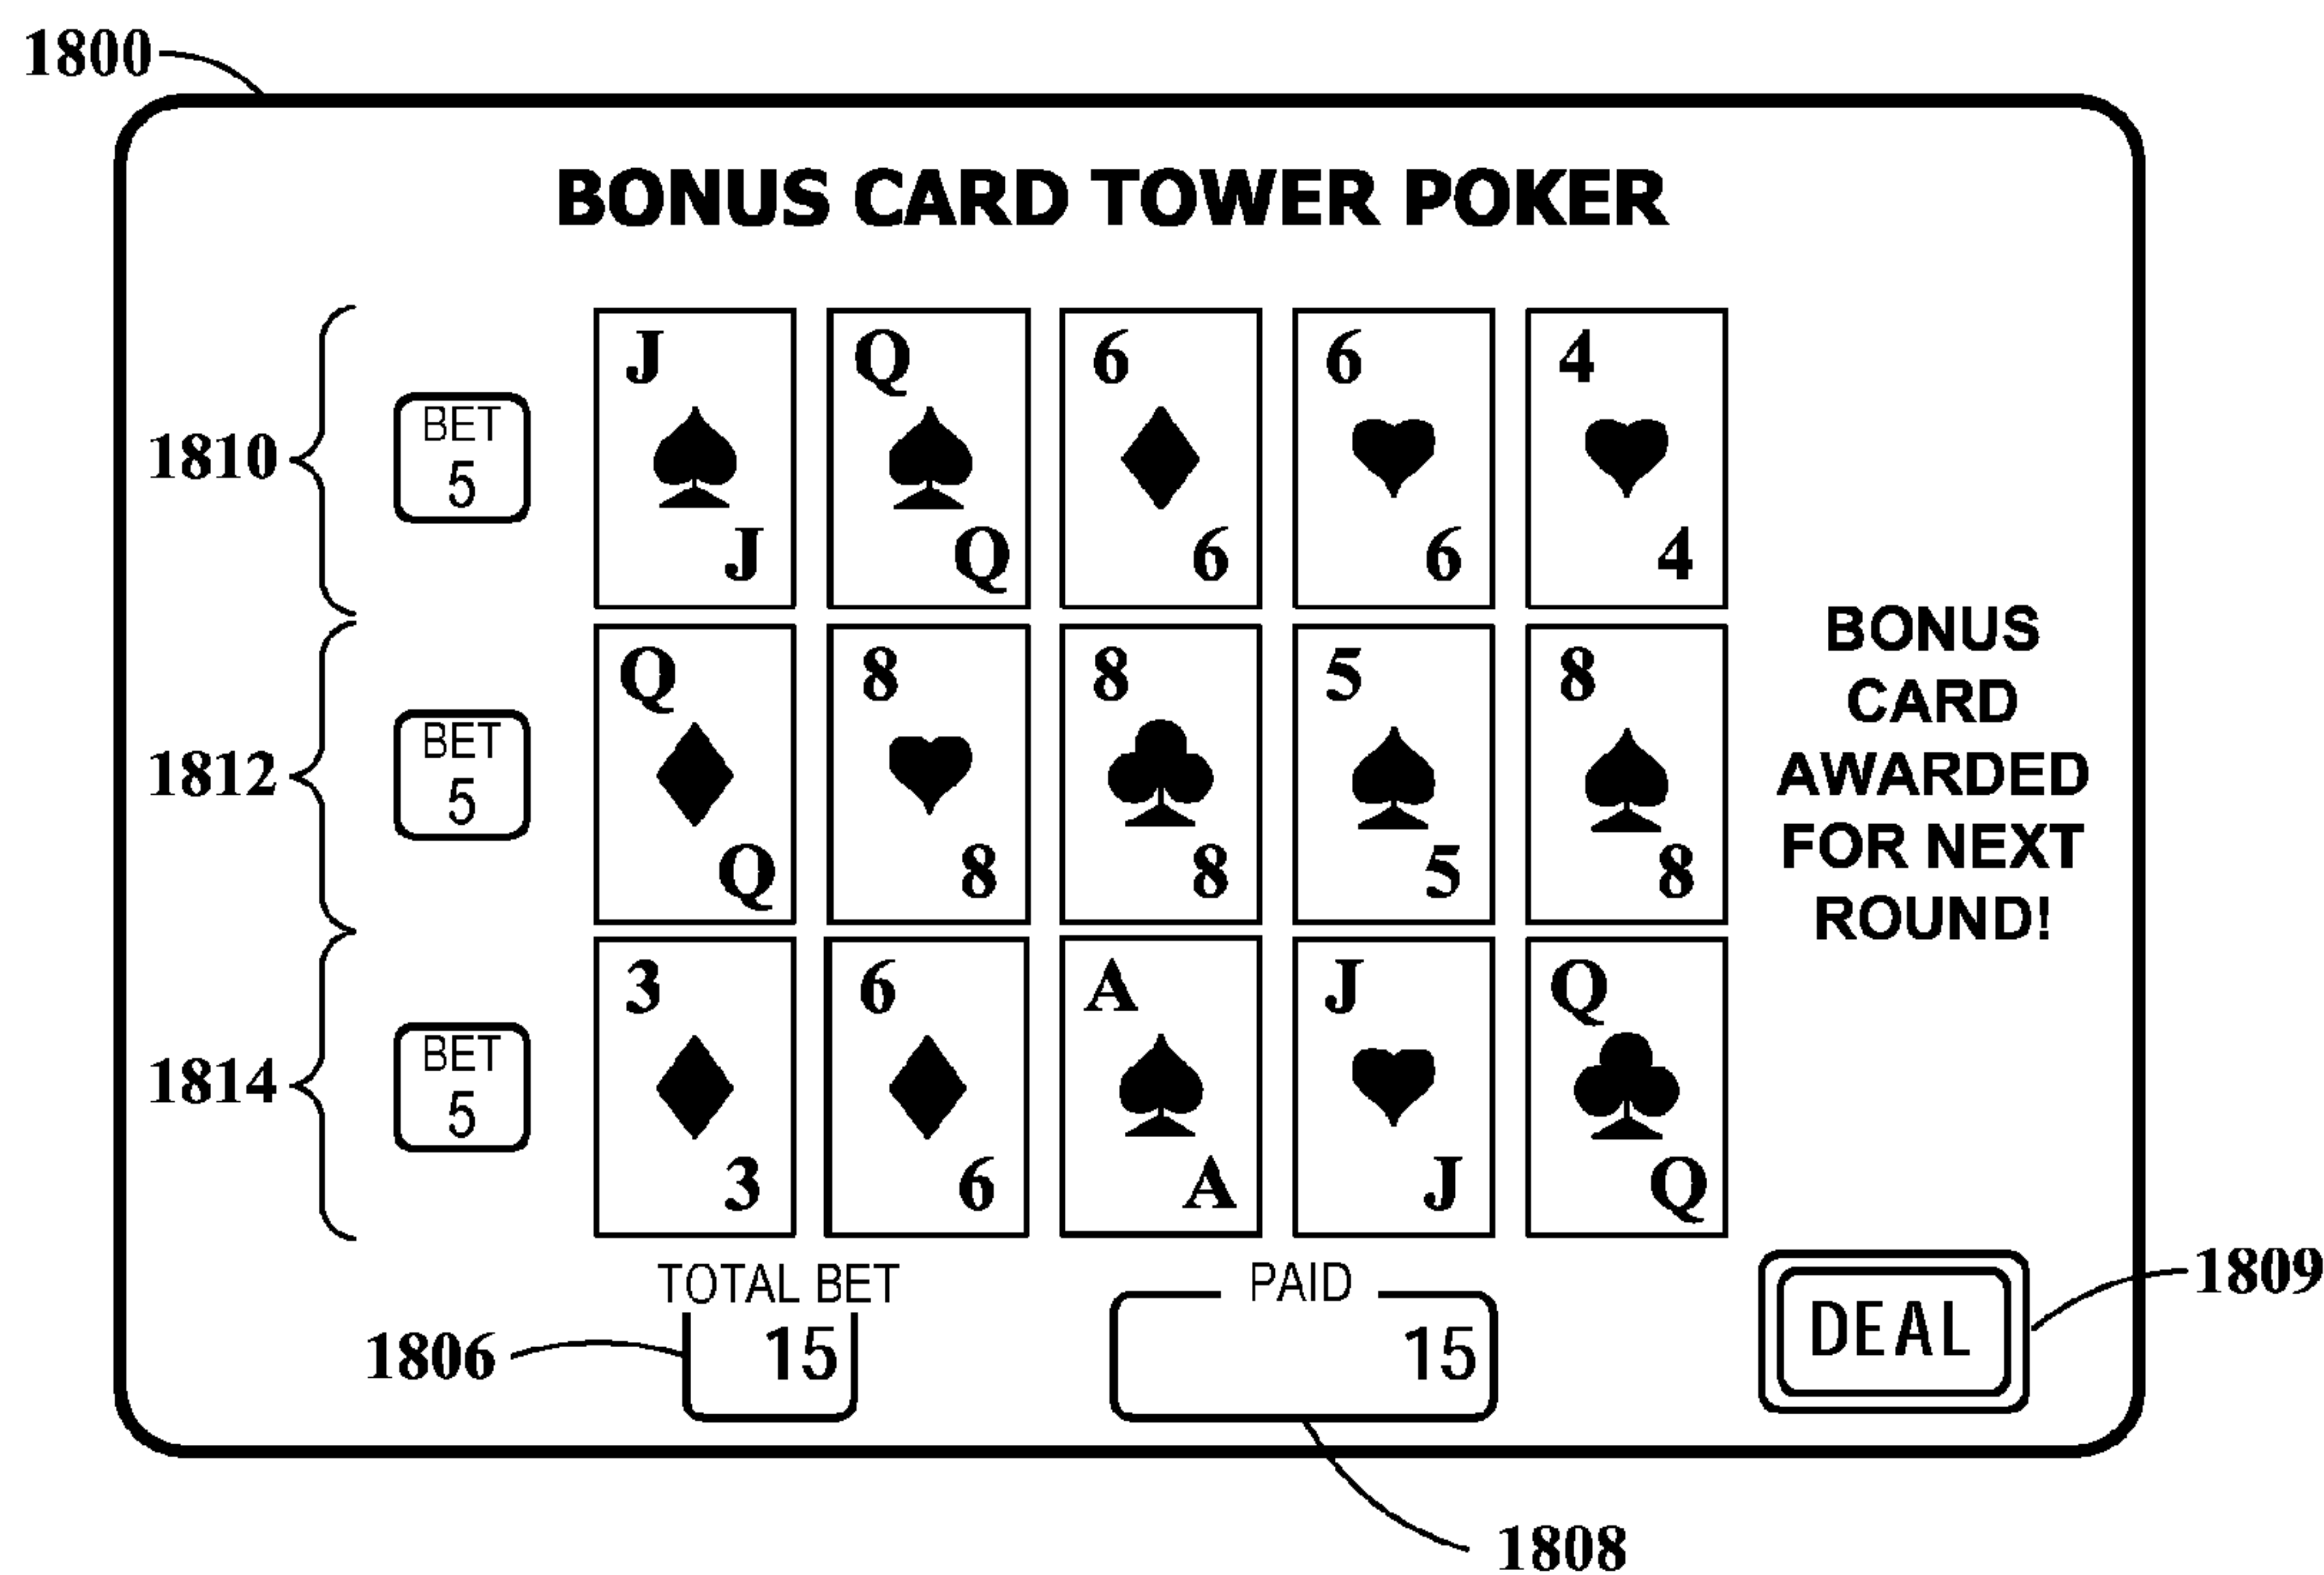 1800
BONUS CARD TOWER POKER
1810
BET
5
J Q 6 6 4
J Q 6 6 4
1812
BET
5
Q 8 8 5 8
Q 8 8 5 8
BONUS
CARD
AWARDED
FOR NEXT
ROUND!
1814
BET
5
3 6 A J Q
3 6 A J Q
TOTAL BET
15
1806
PAID
15
1808
DEAL
1809